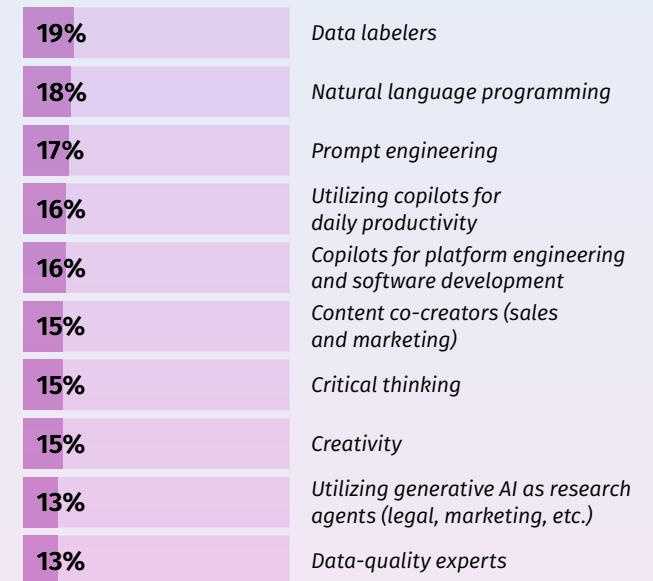 19% Data labelers
18% Natural language programming
17% Prompt engineering
16% Utilizing copilots for
daily productivity
16% Copilots for platform engineering
and software development
15% Content co-creators (sales
and marketing)
15% Critical thinking
15% Creativity
13% Utilizing generative AI as research
agents (legal, marketing, etc.)
13% Data-quality experts